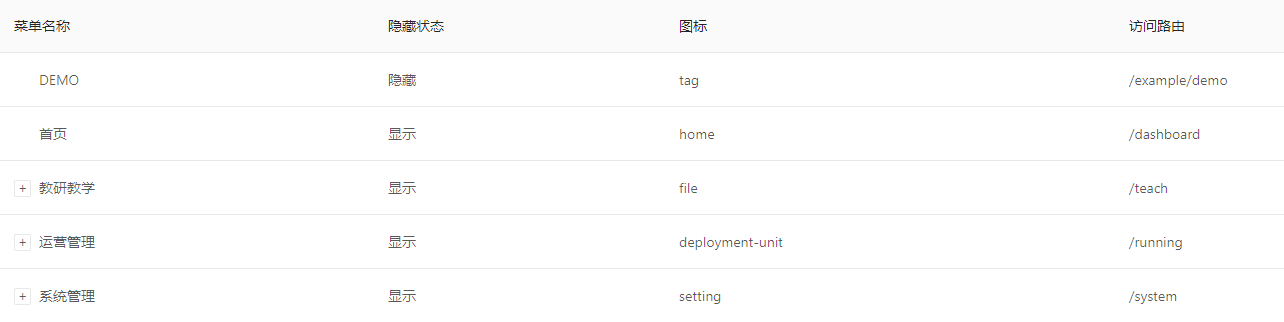 菜单名称 隐藏状态 图标 访问路由
DEMO 隐藏 tag /example/demo
首页 显示 home /dashboard
+ 教研教学 显示 file /teach
+ 运营管理 显示 deployment-unit /running
+ 系统管理 显示 setting /system